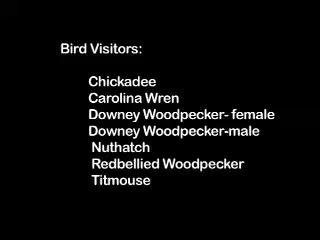 Bird Visitors:
Chickadee
Carolina Wren
Downey Woodpecker- female
Downey Woodpecker-male
Nuthatch
Redbellied Woodpecker
Titmouse